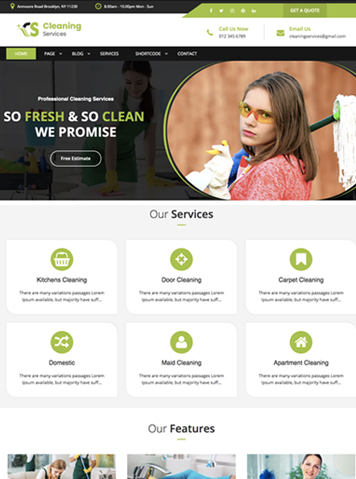 Annmore Road Brooklyn, NY 11230
8:00am - 10:00pm Mon - Sun
GET A QUOTE
CS Cleaning Services
Call Us Now
012 345 6789
Email Us
cleaningservices@gmail.com
HOME PAGE BLOG SERVICES SHORTCODE CONTACT
Professional Cleaning Services
SO FRESH & SO CLEAN
WE PROMISE
Free Estimate
Our Services
Kitchens Cleaning
There are many variations passages Lorem
Ipsum available, but majority have suff...
Door Cleaning
There are many variations passages Lorem
Ipsum available, but majority have suff...
Carpet Cleaning
There are many variations passages Lorem
Ipsum available, but majority have suff...
Domestic
There are many variations passages Lorem
Ipsum available, but majority have suff...
Maid Cleaning
There are many variations passages Lorem
Ipsum available, but majority have suff...
Apartment Cleaning
There are many variations passages Lorem
Ipsum available, but majority have suff...
Our Features